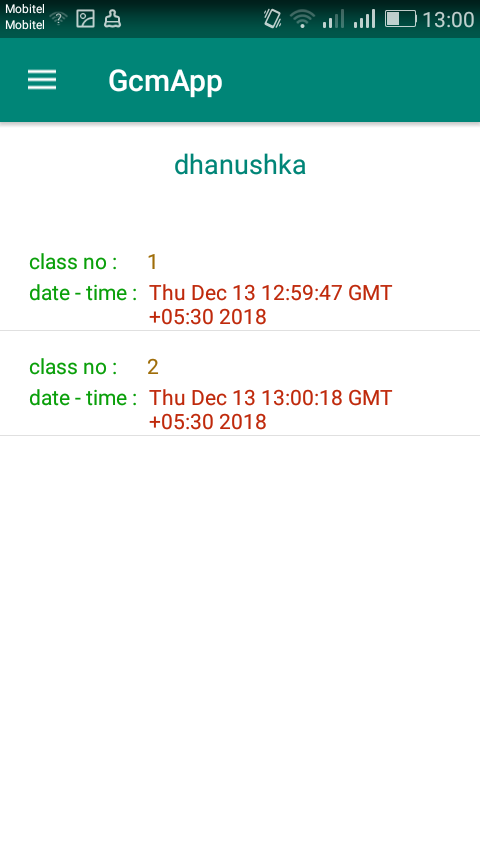 Mobitel
Mobitel
13:00
GcmApp
dhanushka
class no : 1
date - time : Thu Dec 13 12:59:47 GMT
+05:30 2018
class no : 2
date - time : Thu Dec 13 13:00:18 GMT
+05:30 2018